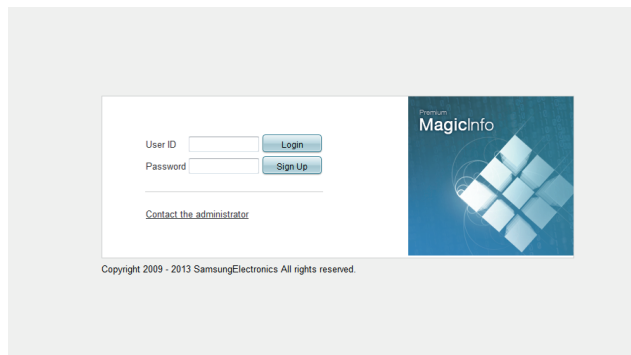 Premium
MagicInfo
User ID
Login
Password
Sign Up
Contact the administrator
Copyright 2009 - 2013 SamsungElectronics All rights reserved.